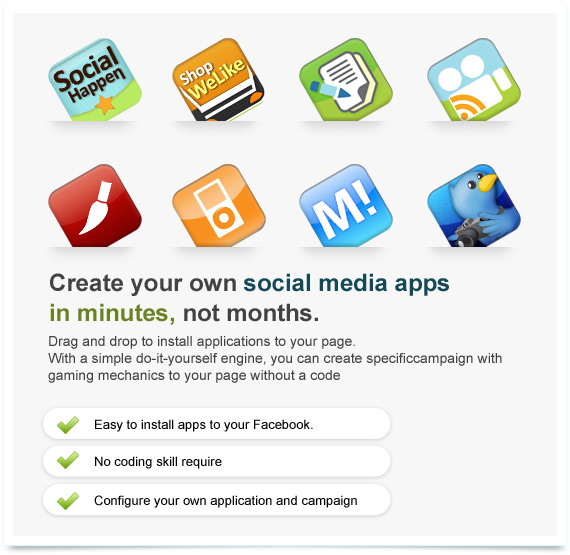 Social
Happen
Shop
WeLike
M!
Create your own social media apps
in minutes, not months.
Drag and drop to install applications to your page.
With a simple do-it-yourself engine, you can create specificcampaign with
gaming mechanics to your page without a code
Easy to install apps to your Facebook.
No coding skill require
Configure your own application and campaign